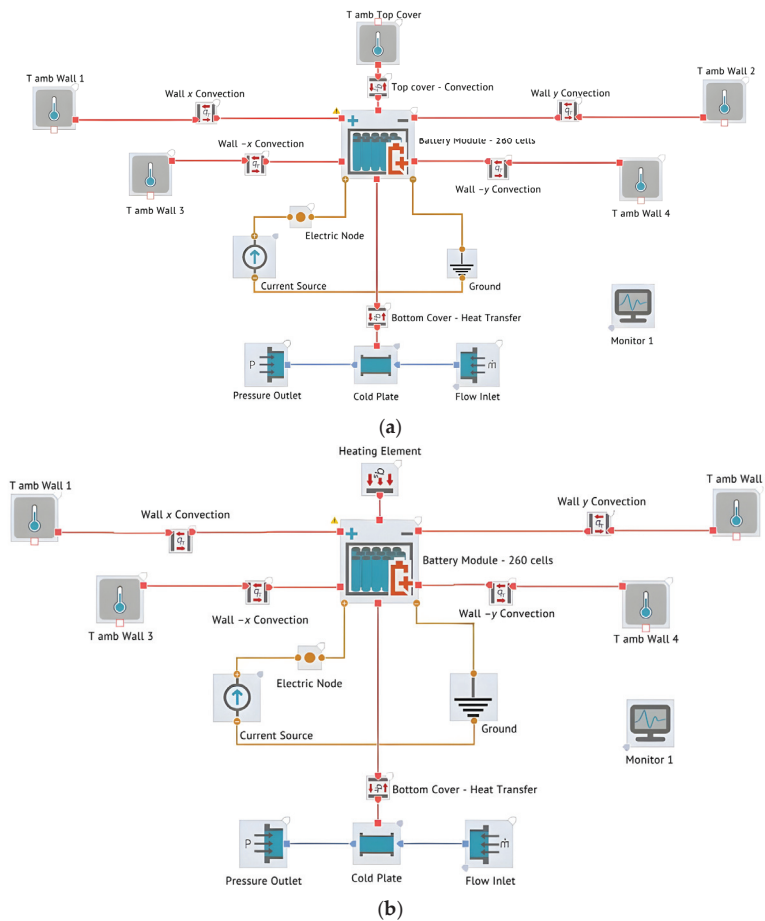 T amb Top Cover
T amb Wall 1
T amb Wall 2
Wall x Convection
Top cover - Convection
Wall y Convection
Wall −x Convection
Battery Module - 260 cells
Wall −y Convection
T amb Wall 3
T amb Wall 4
Electric Node
Current Source
Ground
Bottom Cover - Heat Transfer
Monitor 1
P
ṁ
Pressure Outlet
Cold Plate
Flow Inlet
(a)
Heating Element
T amb Wall 1
T amb Wall
Wall x Convection
Wall y Convection
Battery Module - 260 cells
T amb Wall 3
Wall −x Convection
Wall −y Convection
T amb Wall 4
Electric Node
Current Source
Ground
Monitor 1
Bottom Cover - Heat Transfer
P
ṁ
Pressure Outlet
Cold Plate
Flow Inlet
(b)